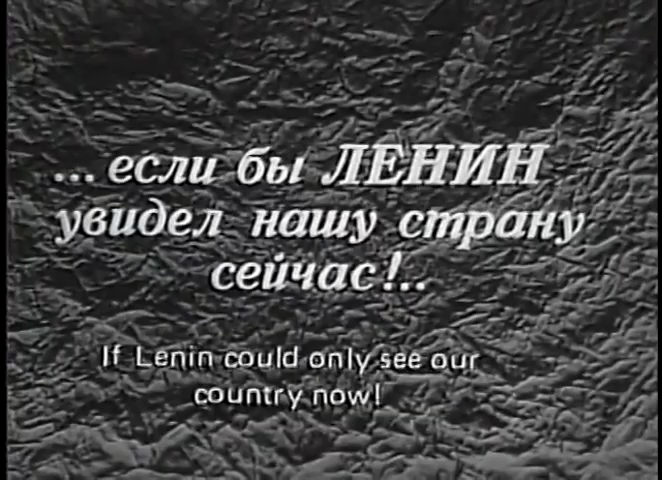 ... если бы ЛЕНИН
увидел нашу страну
сейчас!..
If Lenin could only see our
country now!